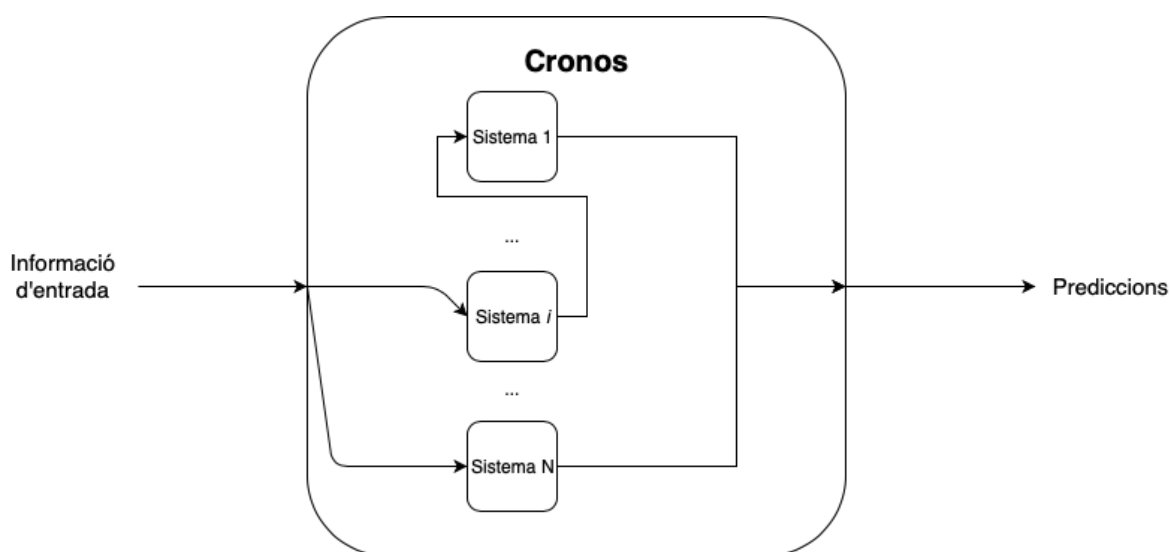 Cronos
Sistema 1
...
Informació
d'entrada
Sistema i
Prediccions
...
Sistema N